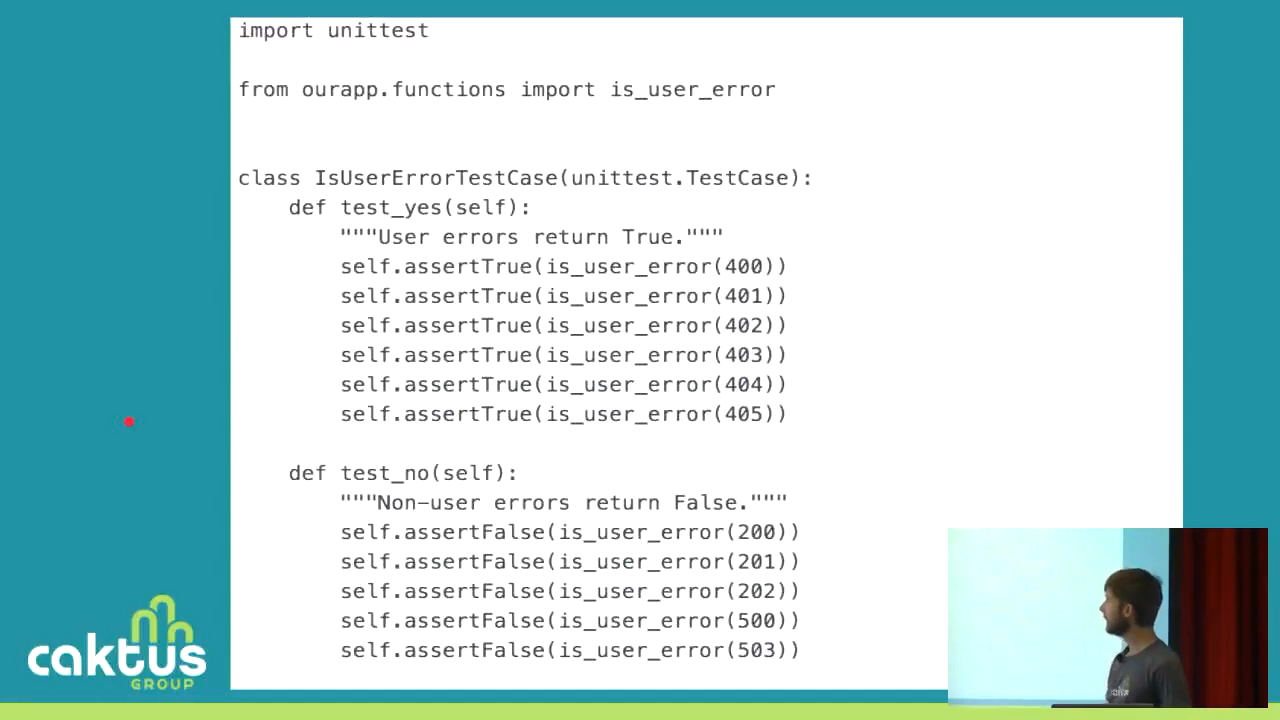 import unittest
from ourapp.functions import is_user_error
class IsUserErrorTestCase(unittest.TestCase):
def test_yes(self):
"""User errors return True."""
self.assertTrue(is_user_error(400))
self.assertTrue(is_user_error(401))
self.assertTrue(is_user_error(402))
self.assertTrue(is_user_error(403))
self.assertTrue(is_user_error(404))
self.assertTrue(is_user_error(405))
def test_no(self):
"""Non-user errors return False."""
self.assertFalse(is_user_error(200))
self.assertFalse(is_user_error(201))
self.assertFalse(is_user_error(202))
self.assertFalse(is_user_error(500))
self.assertFalse(is_user_error(503))
caktus
GROUP